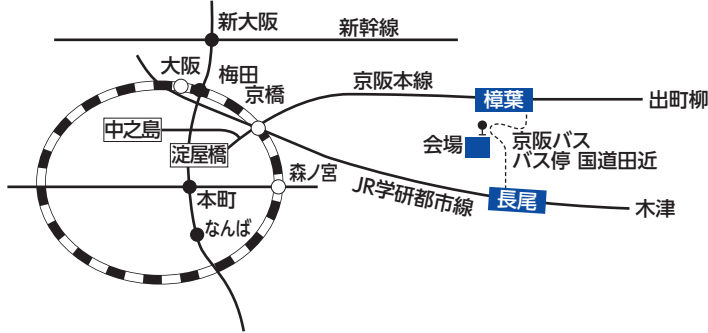 新大阪
新幹線
大阪
梅田
京橋
京阪本線
樟葉
出町柳
中之島
淀屋橋
会場
京阪バス
バス停 国道田近
森ノ宮
本町
JR学研都市線
長尾
木津
なんば